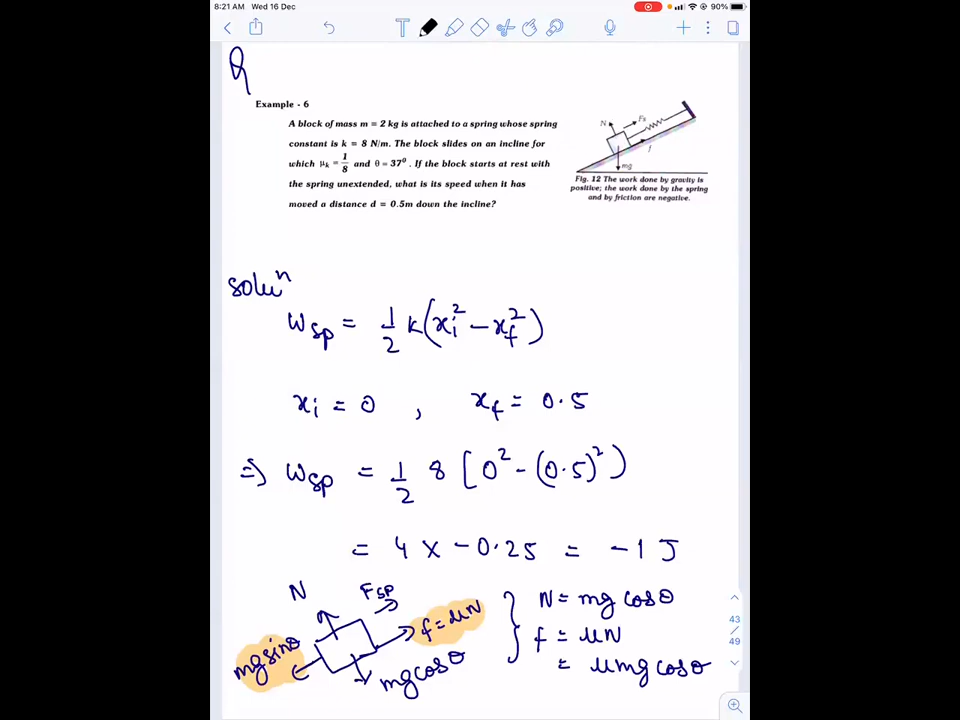 8:21 AM Wed 16 Dec
90%
Example - 6
A block of mass m = 2 kg is attached to a spring whose spring
constant is k = 8 N/m. The block slides on an incline for
which μk = 1/8 and θ = 37⁰. If the block starts at rest with
the spring unextended, what is its speed when it has
moved a distance d = 0.5m down the incline?
N
Fs
f
mg
Fig. 12 The work done by gravity is
positive; the work done by the spring
and by friction are negative.
soluⁿ
Wsp = 1/2 k(xi² - xf²)
xi = 0 , xf = 0.5
⇒ Wsp = 1/2 8 [0² - (0.5)²)
= 4 x -0.25 = -1 J
N
Fsp
f = μN
mg sinθ
mg cosθ
} N = mg cosθ
f = μN
= μmg cosθ
43
/
49